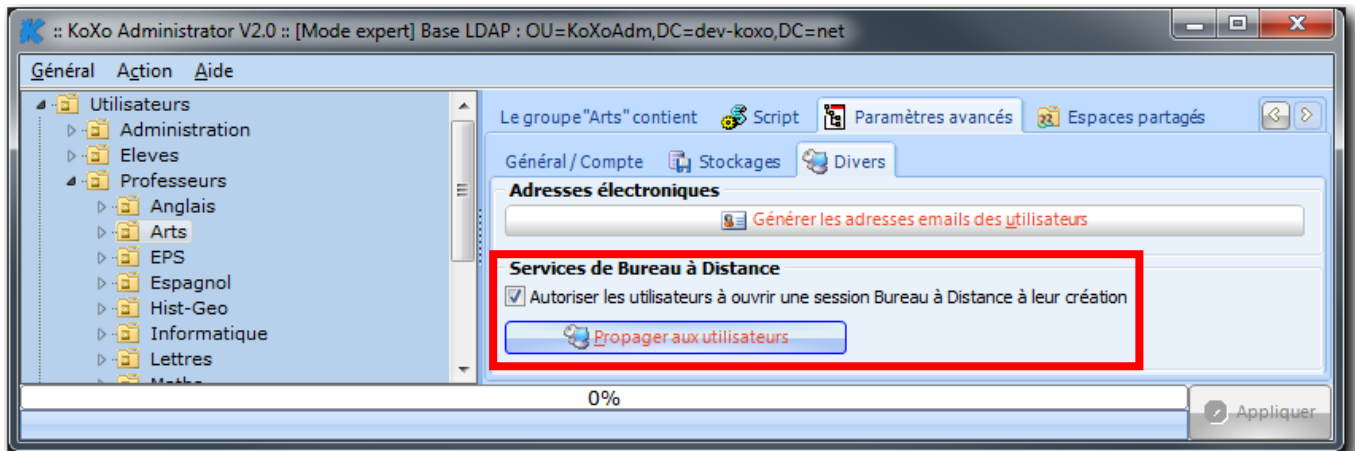 :: KoXo Administrator V2.0 :: [Mode expert] Base LDAP : OU=KoXoAdm,DC=dev-koxo,DC=net
Général Action Aide
Utilisateurs
Administration
Eleves
Professeurs
Anglais
Arts
EPS
Espagnol
Hist-Geo
Informatique
Lettres
Maths
Le groupe "Arts" contient Script Paramètres avancés Espaces partagés
Général / Compte Stockages Divers
Adresses électroniques
Générer les adresses emails des utilisateurs
Services de Bureau à Distance
Autoriser les utilisateurs à ouvrir une session Bureau à Distance à leur création
Propager aux utilisateurs
0%
Appliquer